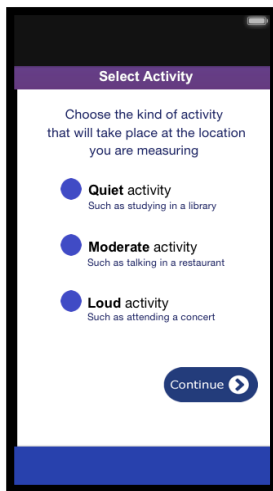 Select Activity
Choose the kind of activity
that will take place at the location
you are measuring
Quiet activity
Such as studying in a library
Moderate activity
Such as talking in a restaurant
Loud activity
Such as attending a concert
Continue